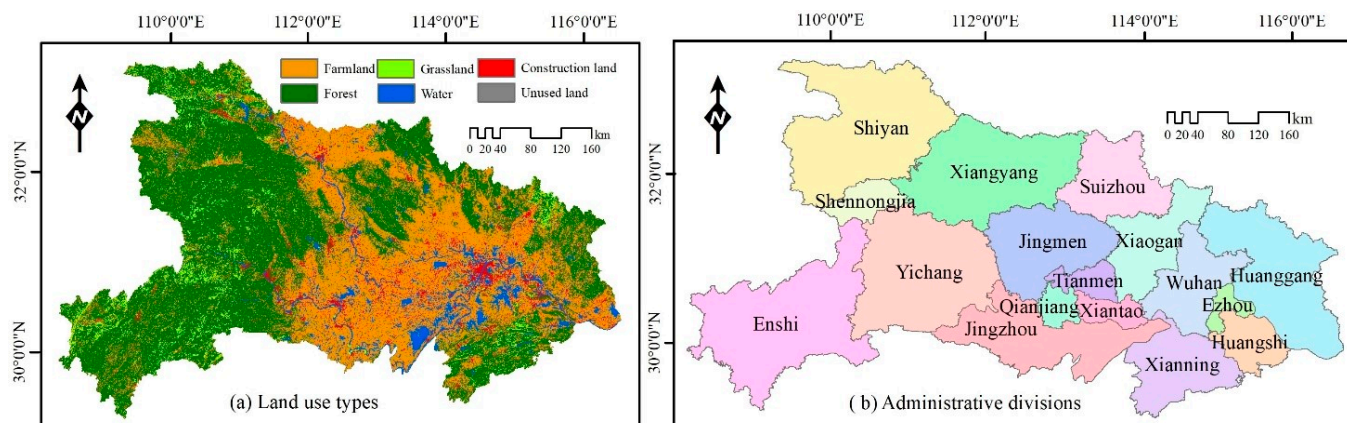 110°0'0"E 112°0'0"E 114°0'0"E 116°0'0"E
32°0'0"N
30°0'0"N
N
Farmland Grassland Construction land
Forest Water Unused land
km
0 20 40 80 120 160
(a) Land use types
110°0'0"E 112°0'0"E 114°0'0"E 116°0'0"E
32°0'0"N
30°0'0"N
N
km
0 20 40 80 120 160
Shiyan
Xiangyang
Suizhou
Shennongjia
Jingmen
Xiaogan
Yichang
Tianmen
Wuhan
Huanggang
Enshi
Qianjiang
Xiantao
Ezhou
Jingzhou
Huangshi
Xianning
( b) Administrative divisions